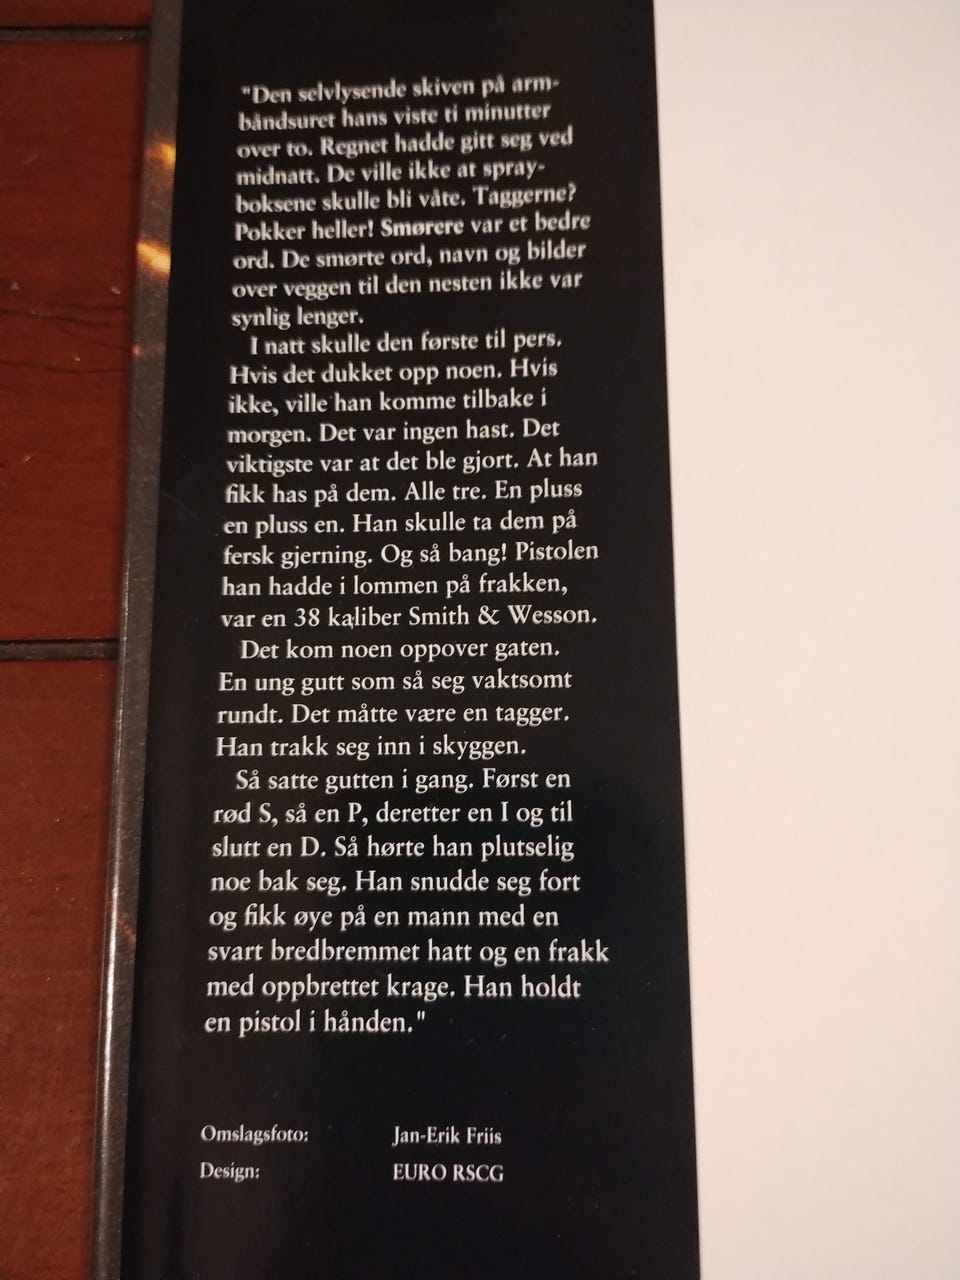 "Den selvlysende skiven på arm-
båndsuret hans viste ti minutter
over to. Regnet hadde gitt seg ved
midnatt. De ville ikke at spray-
boksene skulle bli våte. Taggerne?
Pokker heller! Smørere var et bedre
ord. De smørte ord, navn og bilder
over veggen til den nesten ikke var
synlig lenger.
I natt skulle den første til pers.
Hvis det dukket opp noen. Hvis
ikke, ville han komme tilbake i
morgen. Det var ingen hast. Det
viktigste var at det ble gjort. At han
fikk has på dem. Alle tre. En pluss
en pluss en. Han skulle ta dem på
fersk gjerning. Og så bang! Pistolen
han hadde i lommen på frakken,
var en 38 kaliber Smith & Wesson.
Det kom noen oppover gaten.
En ung gutt som så seg vaktsomt
rundt. Det måtte være en tagger.
Han trakk seg inn i skyggen.
Så satte gutten i gang. Først en
rød S, så en P, deretter en I og til
slutt en D. Så hørte han plutselig
noe bak seg. Han snudde seg fort
og fikk øye på en mann med en
svart bredbremmet hatt og en frakk
med oppbrettet krage. Han holdt
en pistol i hånden."
Omslagsfoto: Jan-Erik Friis
Design: EURO RSCG